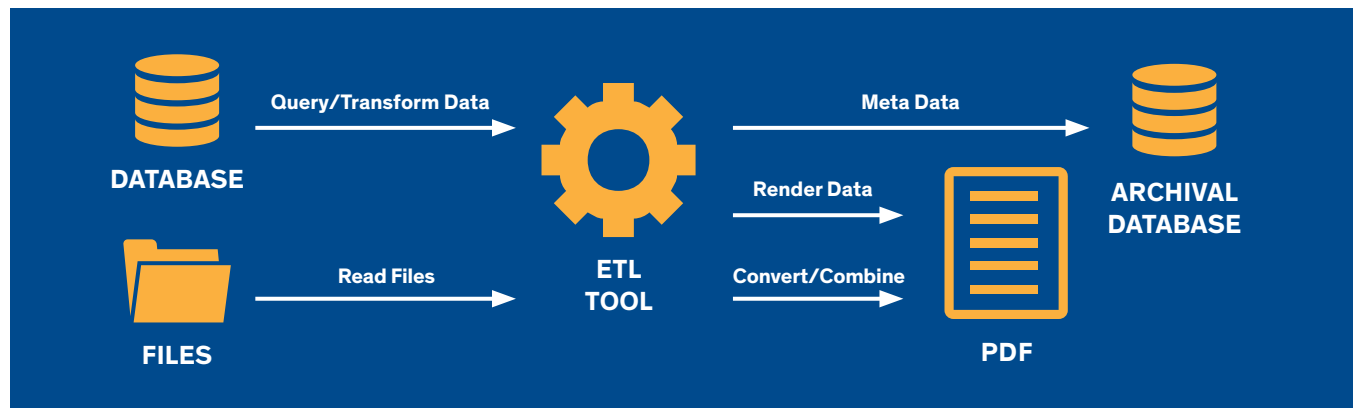 Query/Transform Data
Meta Data
DATABASE
Render Data
ARCHIVAL
DATABASE
Read Files
ETL
TOOL
Convert/Combine
FILES
PDF